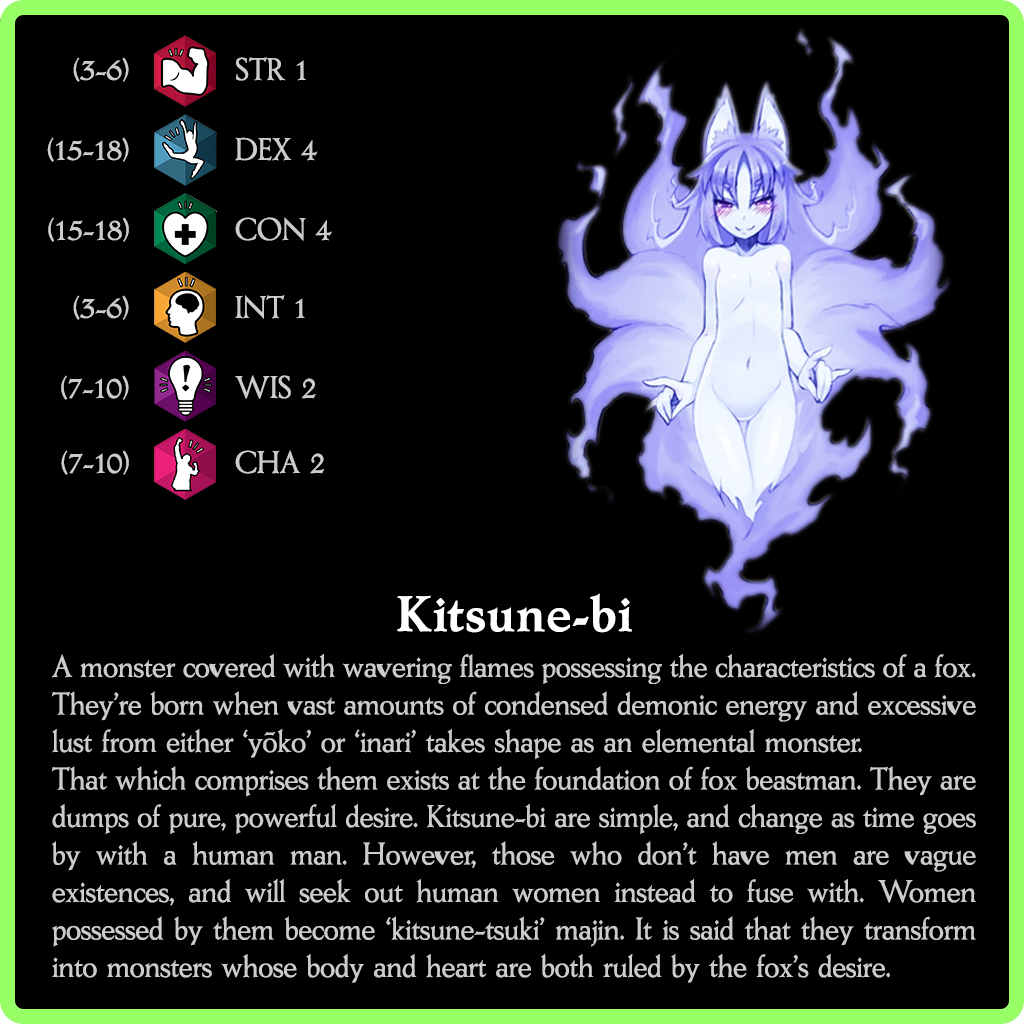 (3-6) STR 1
(15-18) DEX 4
(15-18) CON 4
(3-6) INT 1
(7-10) WIS 2
(7-10) CHA 2
Kitsune-bi
A monster covered with wavering flames possessing the characteristics of a fox.
They're born when vast amounts of condensed demonic energy and excessive
lust from either ‘yōko’ or ‘inari’ takes shape as an elemental monster.
That which comprises them exists at the foundation of fox beastman. They are
dumps of pure, powerful desire. Kitsune-bi are simple, and change as time goes
by with a human man. However, those who don't have men are vague
existences, and will seek out human women instead to fuse with. Women
possessed by them become ‘kitsune-tsuki’ majin. It is said that they transform
into monsters whose body and heart are both ruled by the fox's desire.